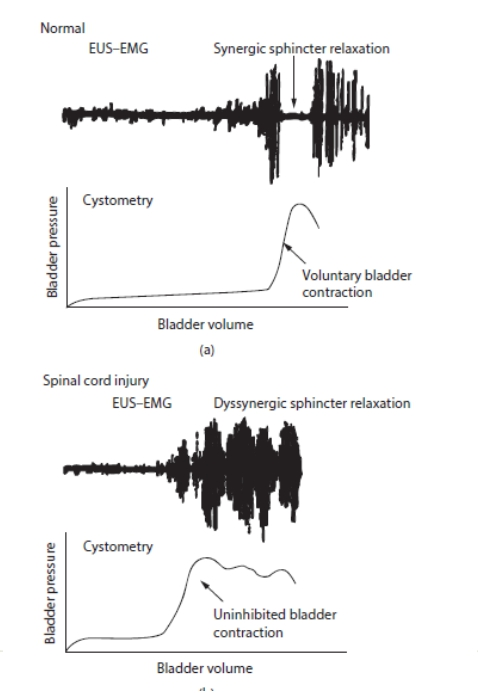 Normal
EUS–EMG
Synergic sphincter relaxation
Cystometry
Bladder pressure
Voluntary bladder
contraction
Bladder volume
(a)
Spinal cord injury
EUS–EMG
Dyssynergic sphincter relaxation
Cystometry
Bladder pressure
Uninhibited bladder
contraction
Bladder volume